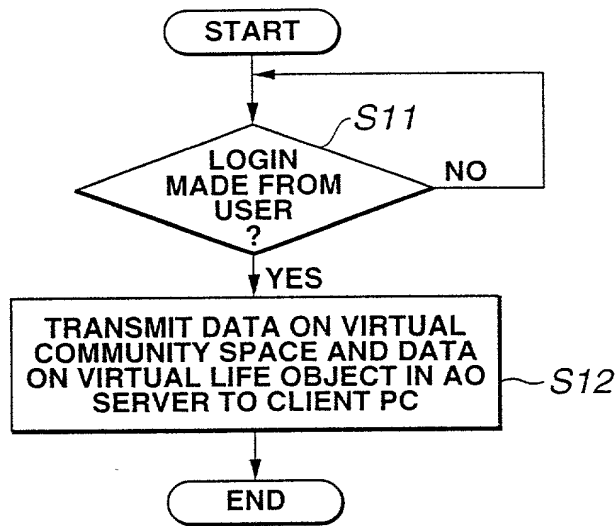 START
S11
LOGIN
MADE FROM
USER
?
NO
YES
TRANSMIT DATA ON VIRTUAL
COMMUNITY SPACE AND DATA
ON VIRTUAL LIFE OBJECT IN AO
SERVER TO CLIENT PC
S12
END